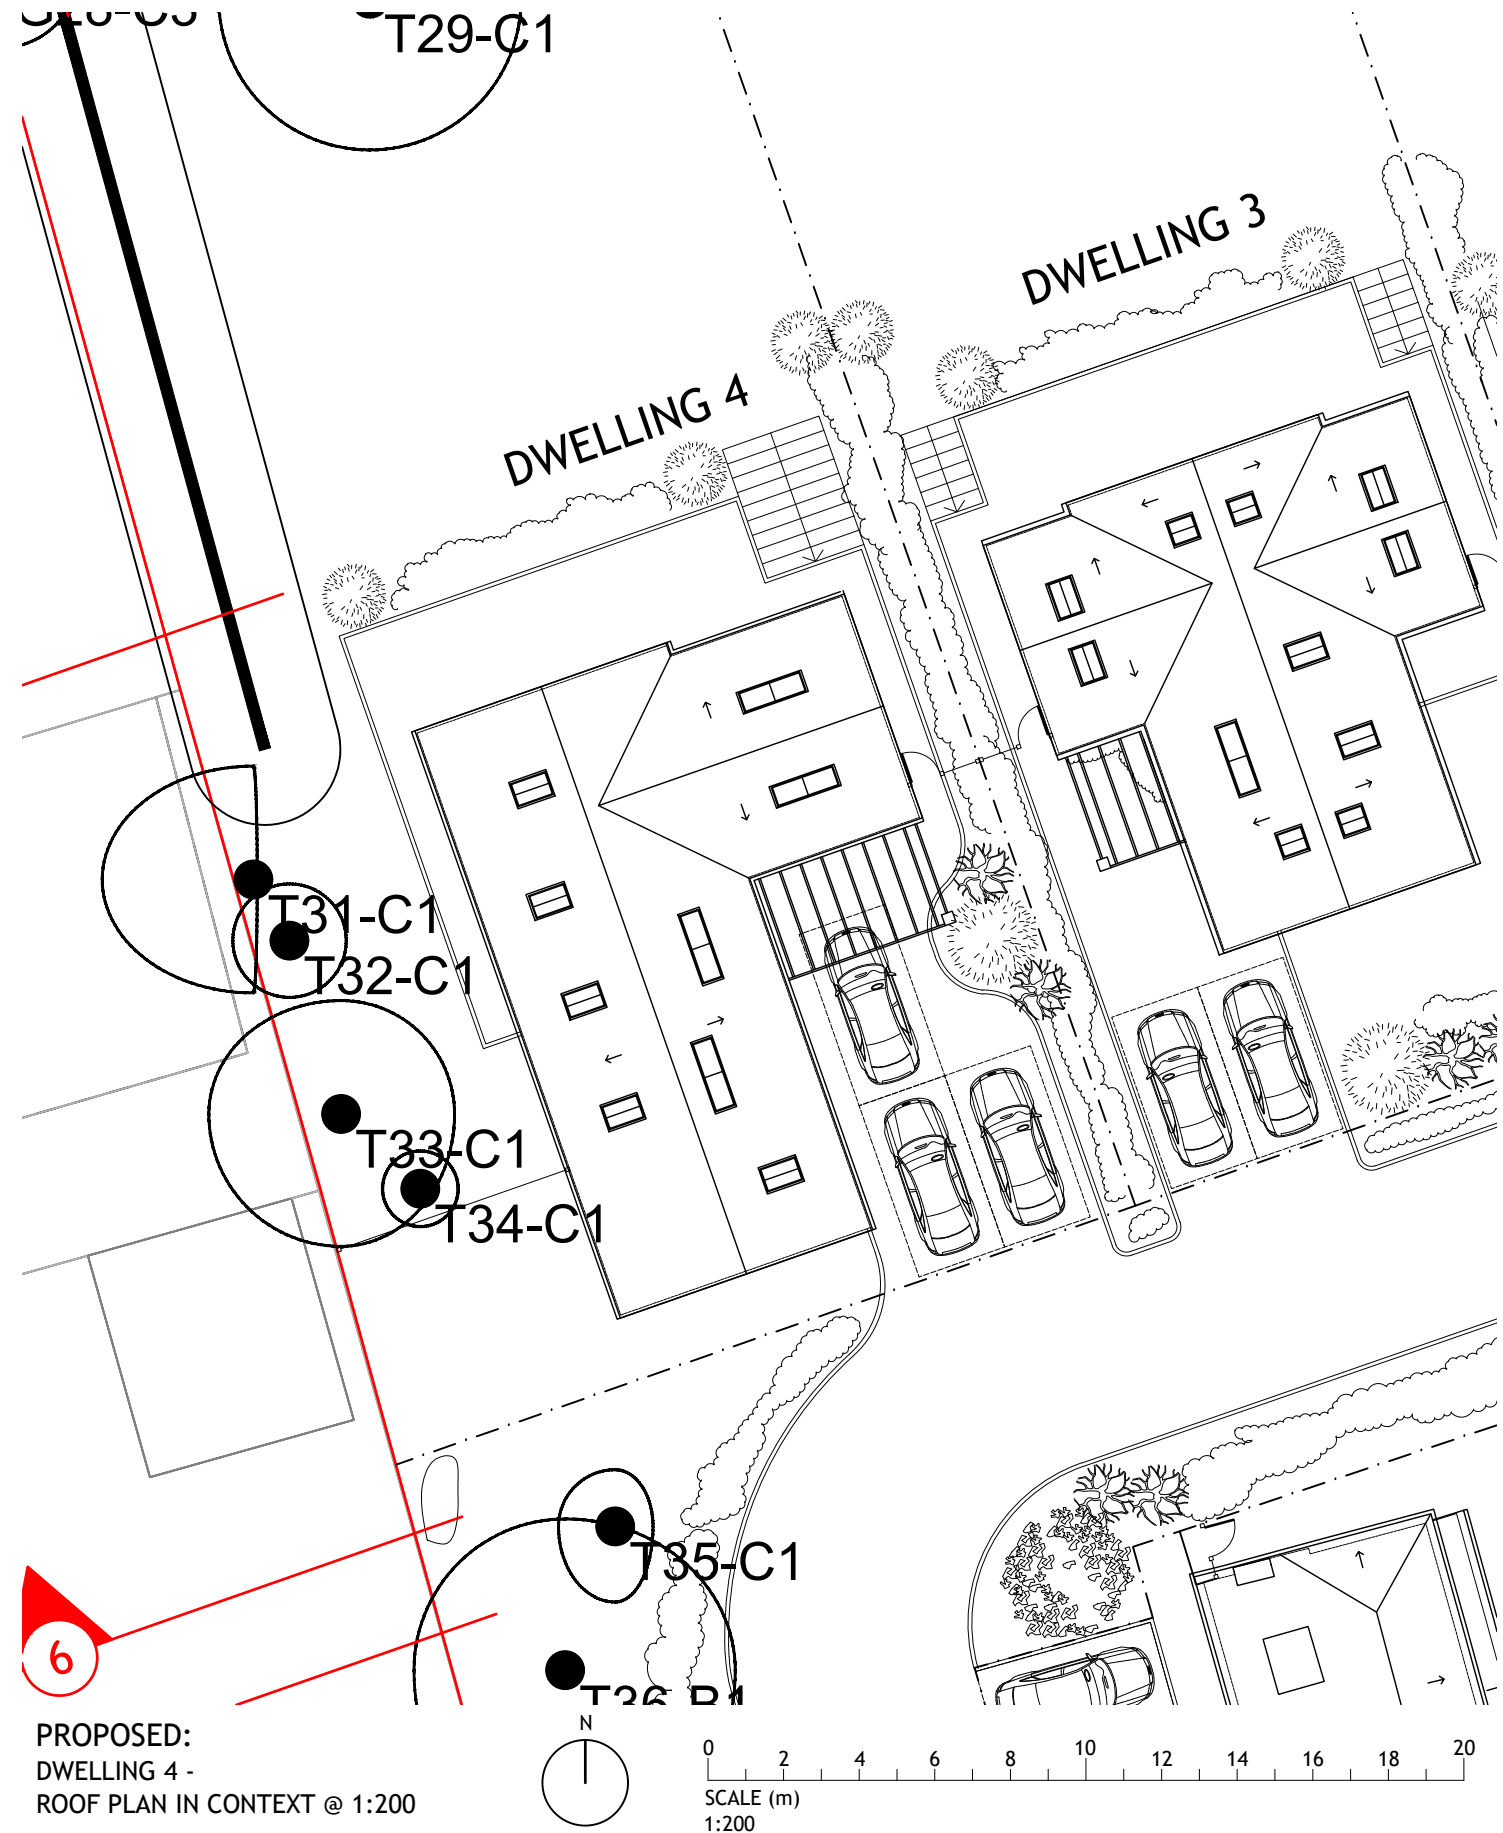 T29-C1
DWELLING 3
DWELLING 4
T31-C1
T32-C1
T33-C1
T34-C1
T35-C1
T36-B1
6
PROPOSED:
DWELLING 4 -
ROOF PLAN IN CONTEXT @ 1:200
N
0 2 4 6 8 10 12 14 16 18 20
SCALE (m)
1:200